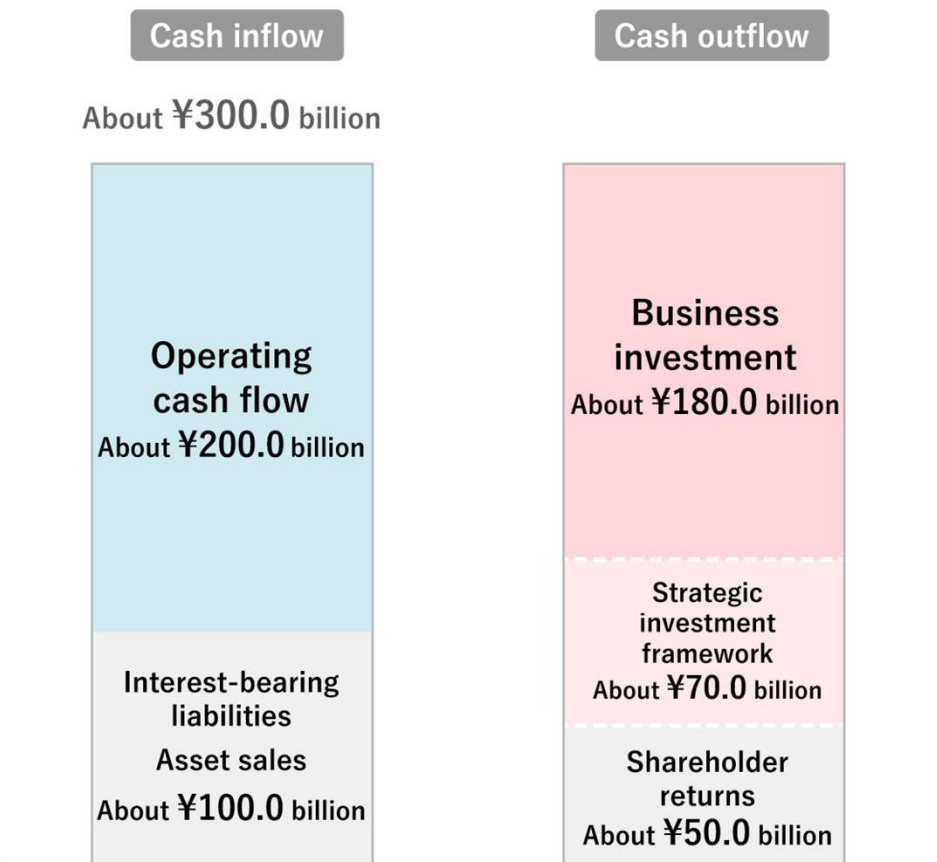 Cash inflow
About ¥300.0 billion
Operating
cash flow
About ¥200.0 billion
Interest-bearing
liabilities
Asset sales
About ¥100.0 billion
Cash outflow
Business
investment
About ¥180.0 billion
Strategic
investment
framework
About ¥70.0 billion
Shareholder
returns
About ¥50.0 billion